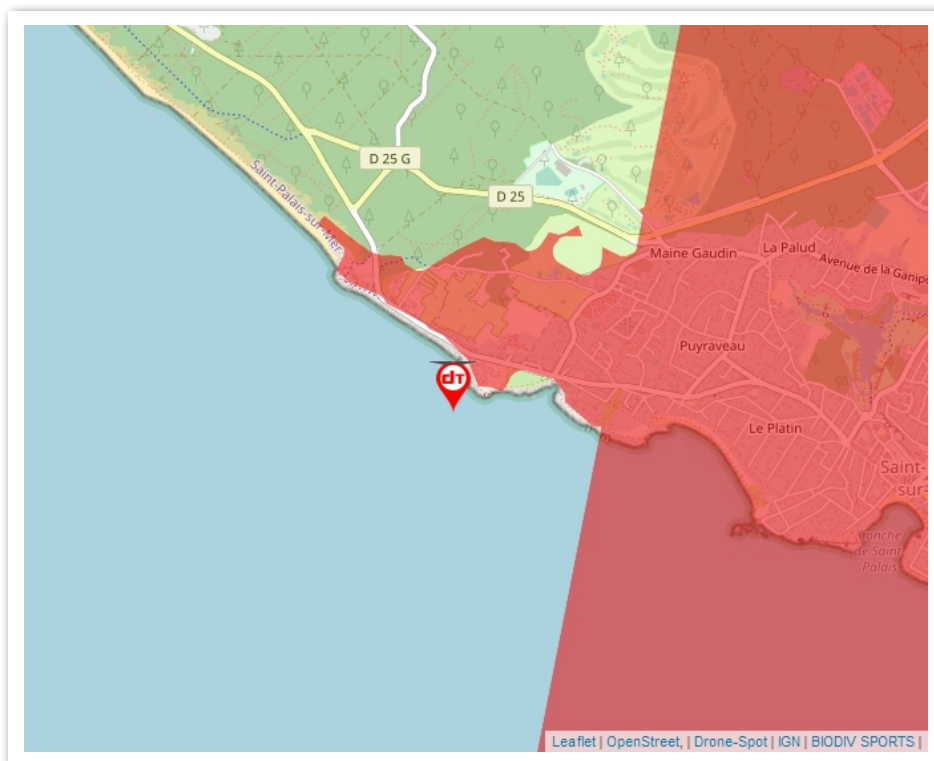 D 25 G
Saint-Palais-sur-Mer
D 25
Maine Gaudin
La Palud
Avenue de la Ganipe
Puyraveau
dT
Le Platin
Saint-
sur-
Conche
de Saint
Palais
Leaflet | OpenStreet, | Drone-Spot | IGN | BIODIV SPORTS |